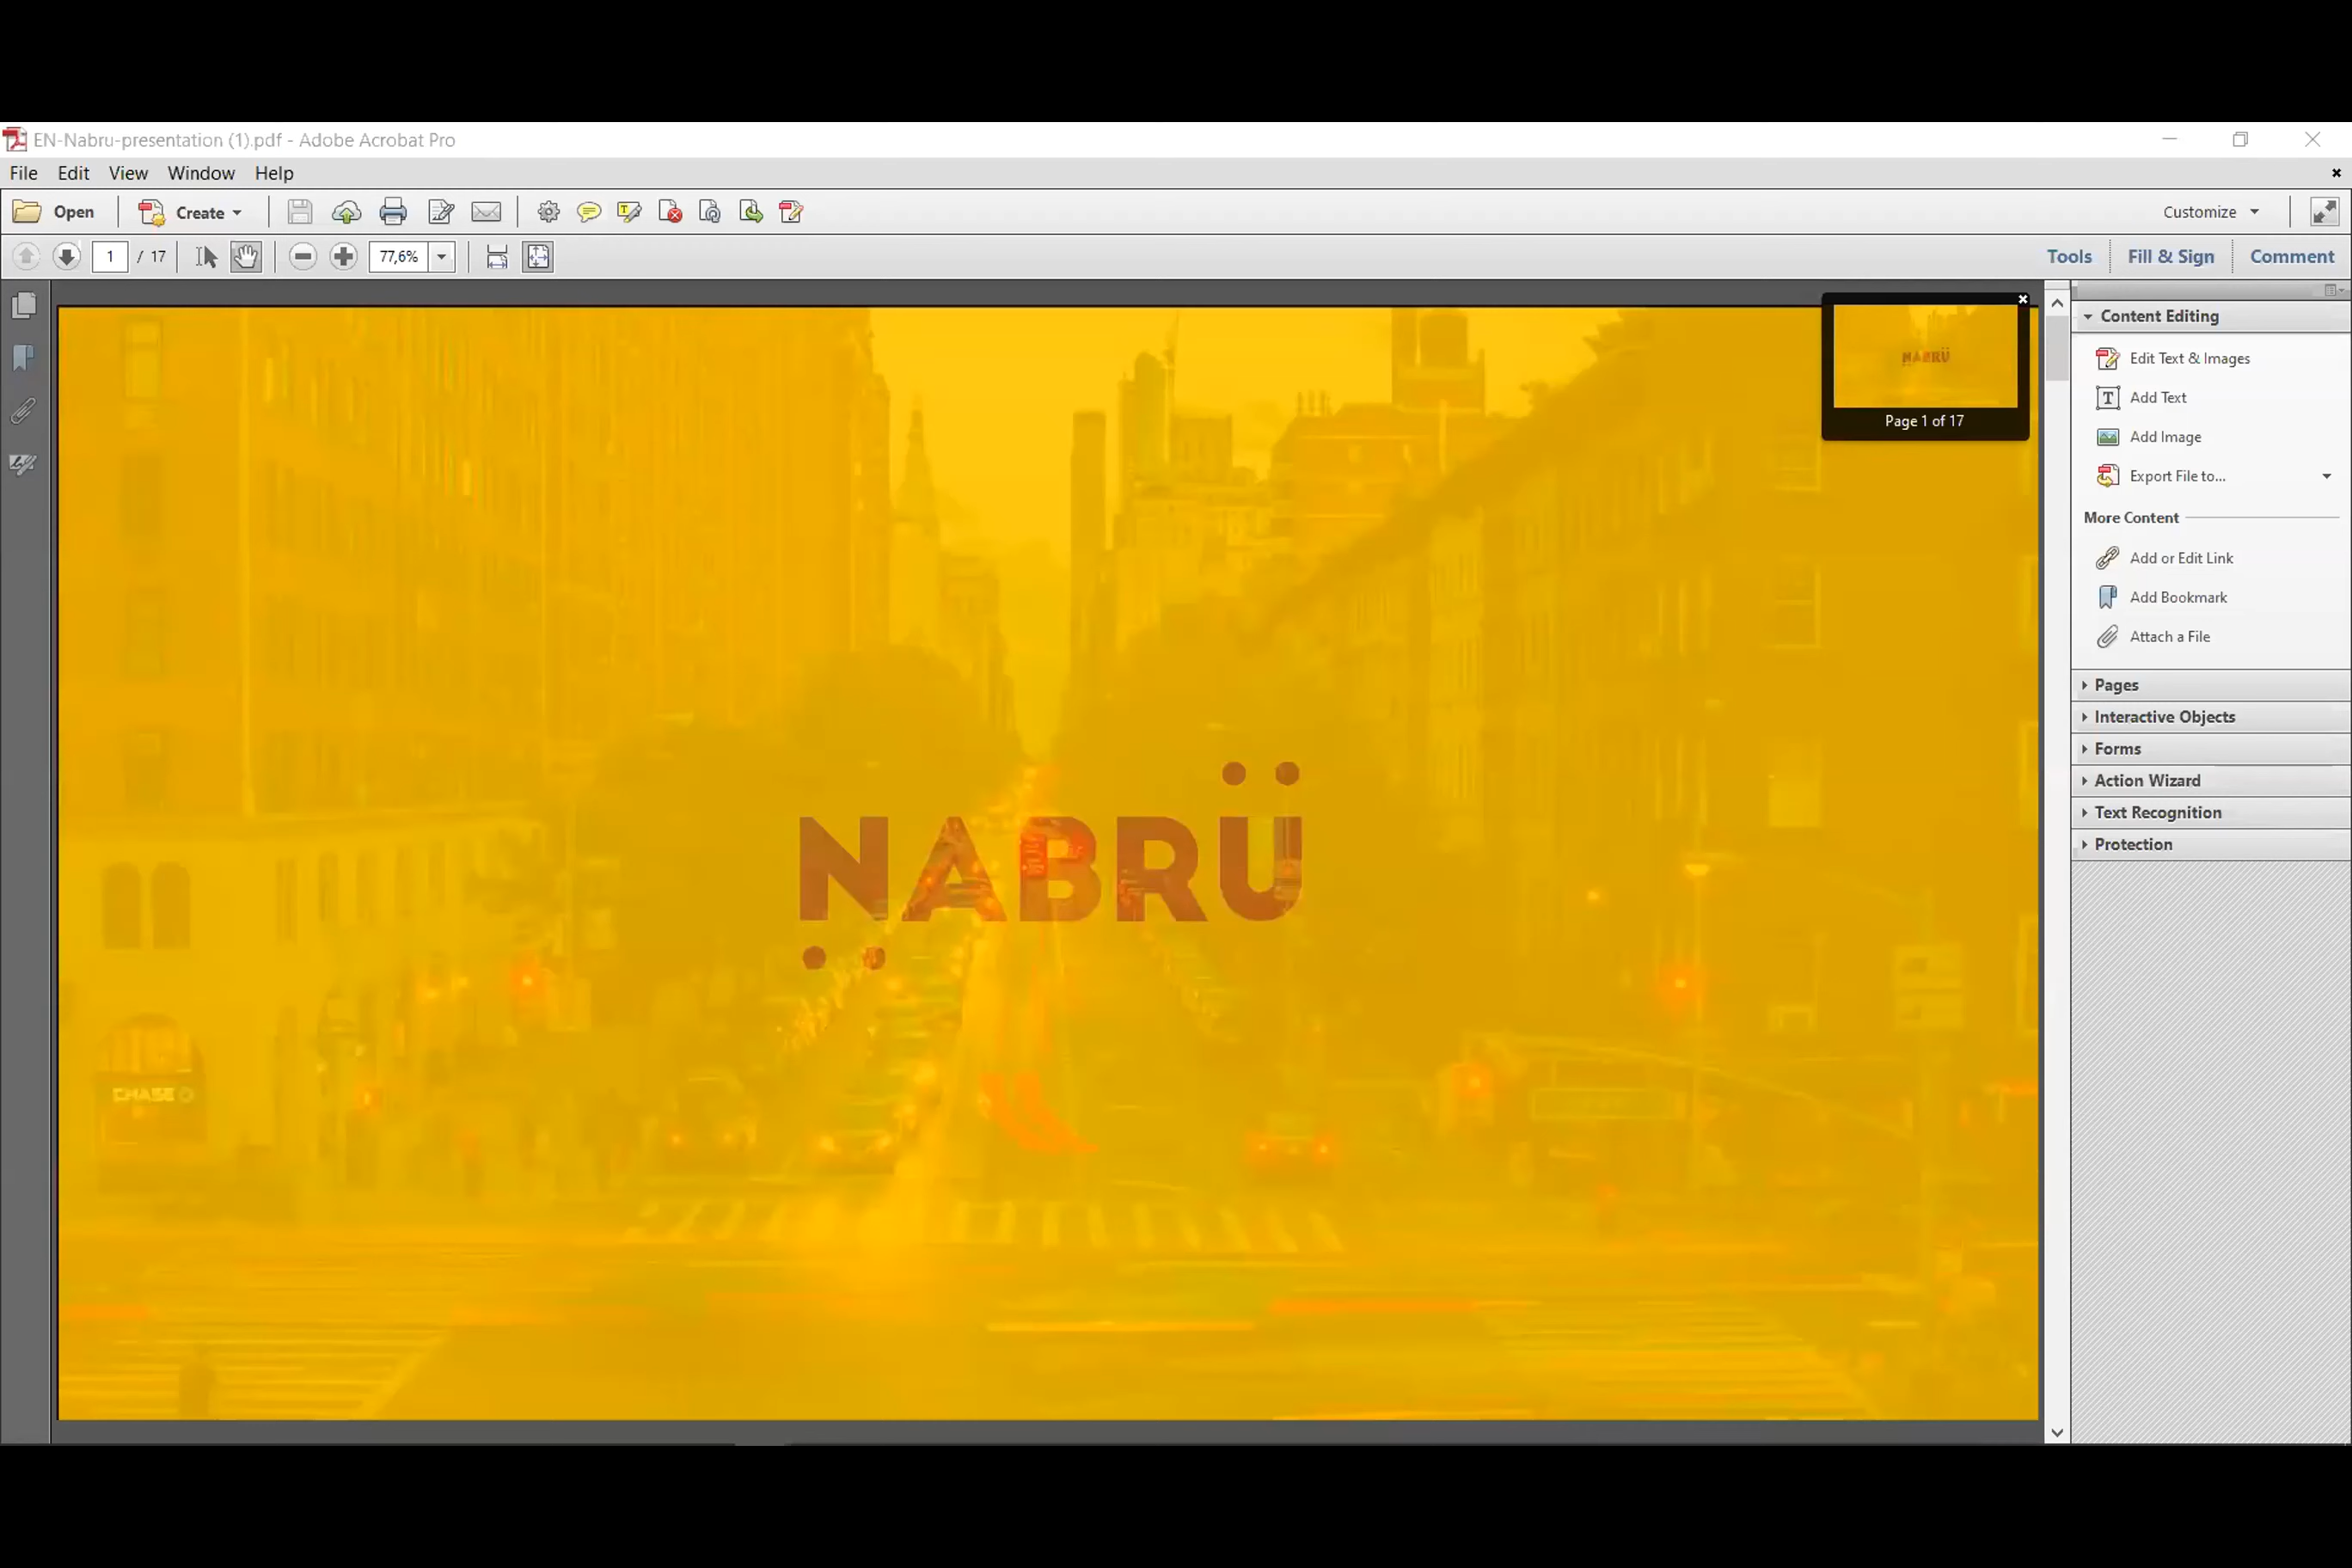 EN-Nabru-presentation (1).pdf - Adobe Acrobat Pro
File Edit View Window Help
Open Create Customize
1 / 17 77,6% Tools Fill & Sign Comment
Content Editing
Edit Text & Images
Add Text
Add Image
Export File to...
More Content
Add or Edit Link
Add Bookmark
Attach a File
Pages
Interactive Objects
Forms
Action Wizard
Text Recognition
Protection
NABRÜ
Page 1 of 17
NABRÜ
CHASE